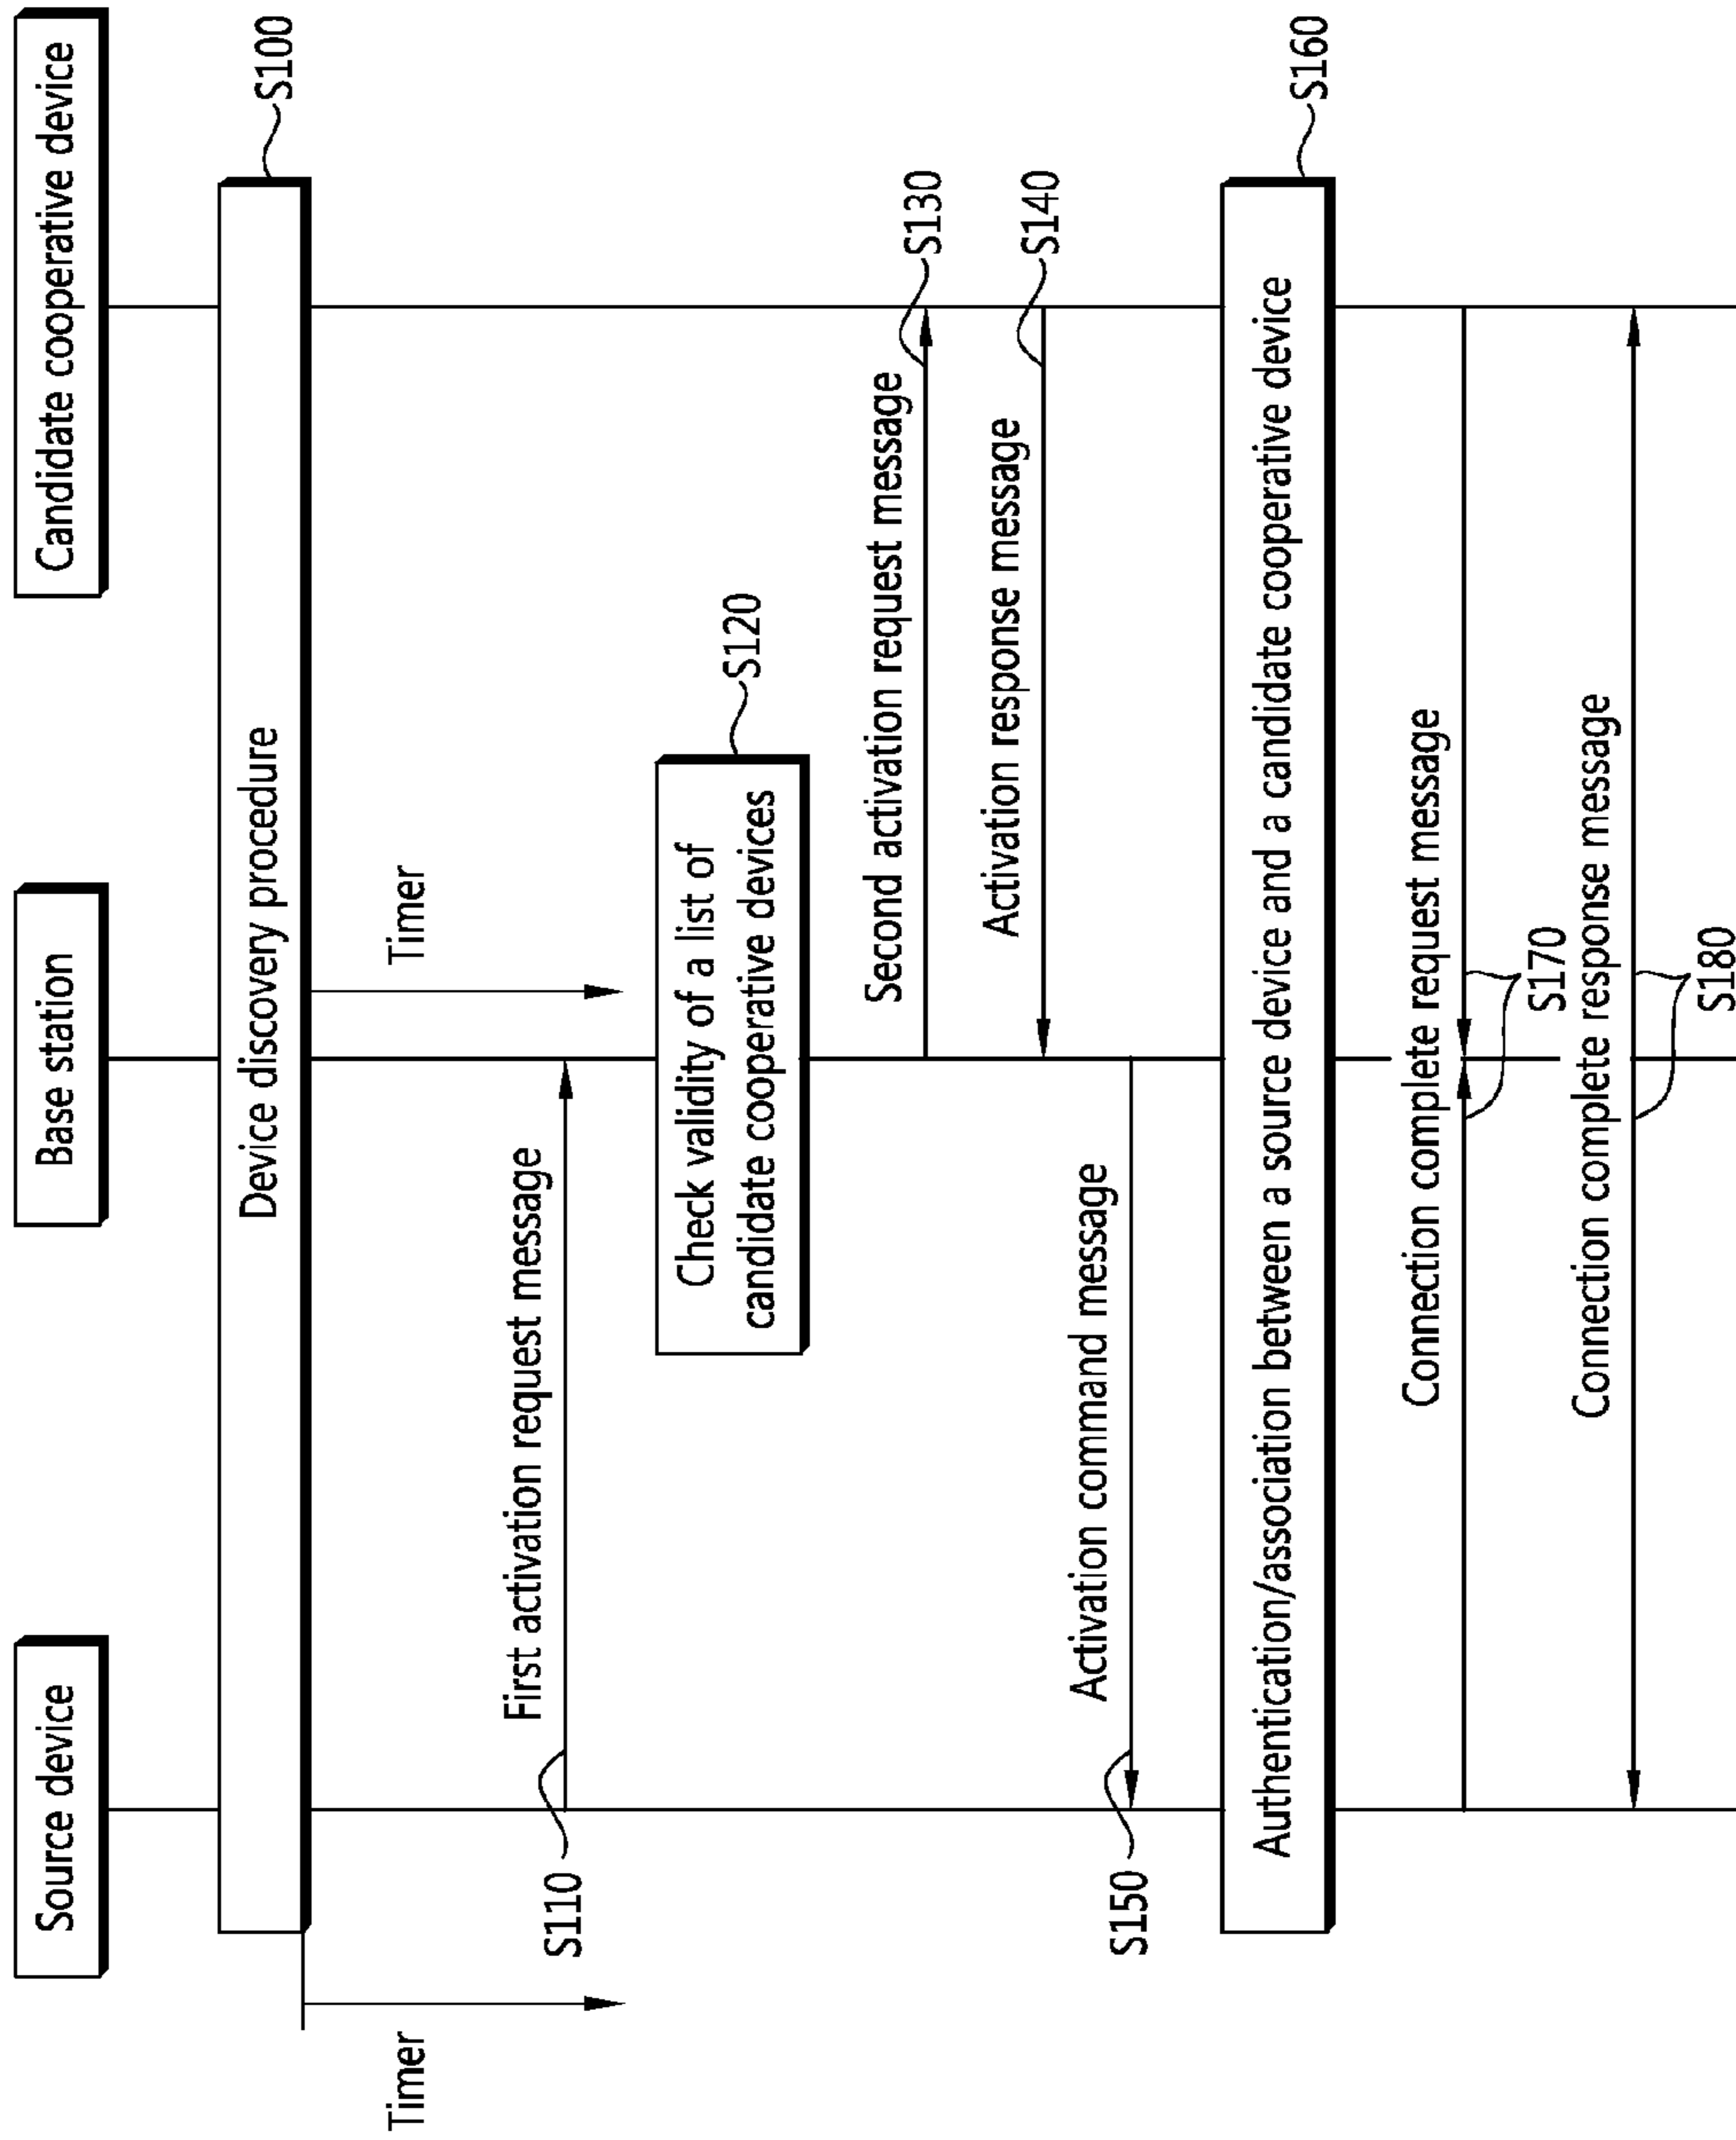 Source device
Base station
Candidate cooperative device
Device discovery procedure
S100
Timer
Timer
First activation request message
S110
Check validity of a list of
candidate cooperative devices
S120
Second activation request message
S130
Activation response message
S140
Activation command message
S150
Authentication/association between a source device and a candidate cooperative device
S160
Connection complete request message
S170
Connection complete response message
S180